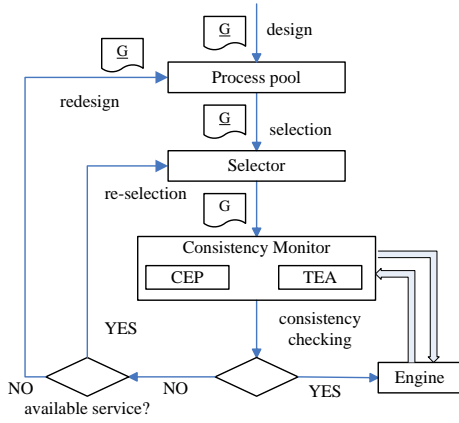 G
design
G
Process pool
redesign
G
selection
Selector
re-selection
G
Consistency Monitor
CEP
TEA
consistency
checking
YES
NO
NO
YES
Engine
available service?